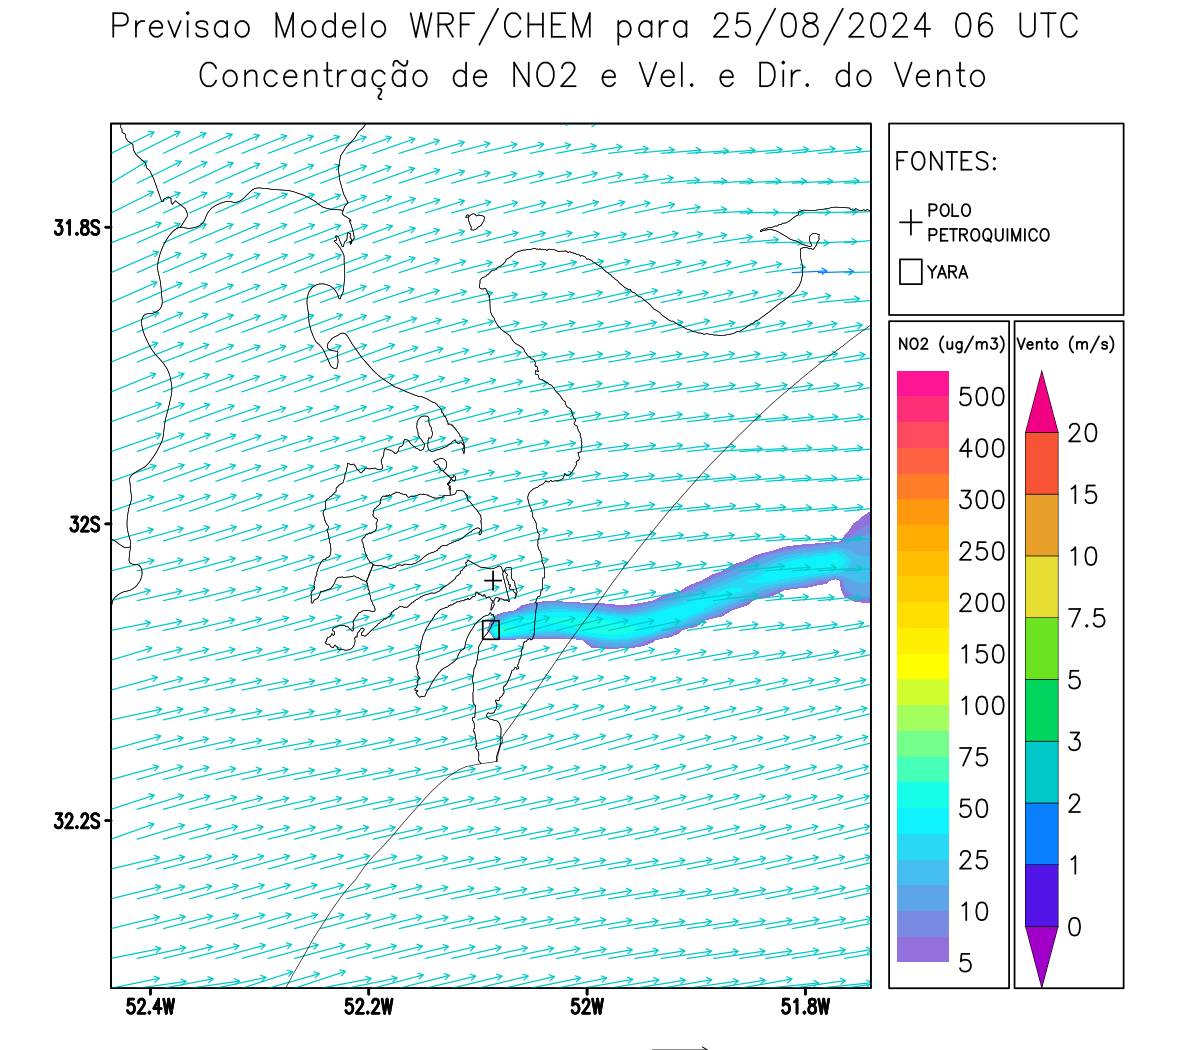 Previsao Modelo WRF/CHEM para 25/08/2024 06 UTC
Concentração de NO2 e Vel. e Dir. do Vento
FONTES:
POLO
PETROQUIMICO
YARA
31.8S
32S
32.2S
52.4W
52.2W
52W
51.8W
NO2 (ug/m3)
500
400
300
250
200
150
100
75
50
25
10
5
Vento (m/s)
20
15
10
7.5
5
3
2
1
0